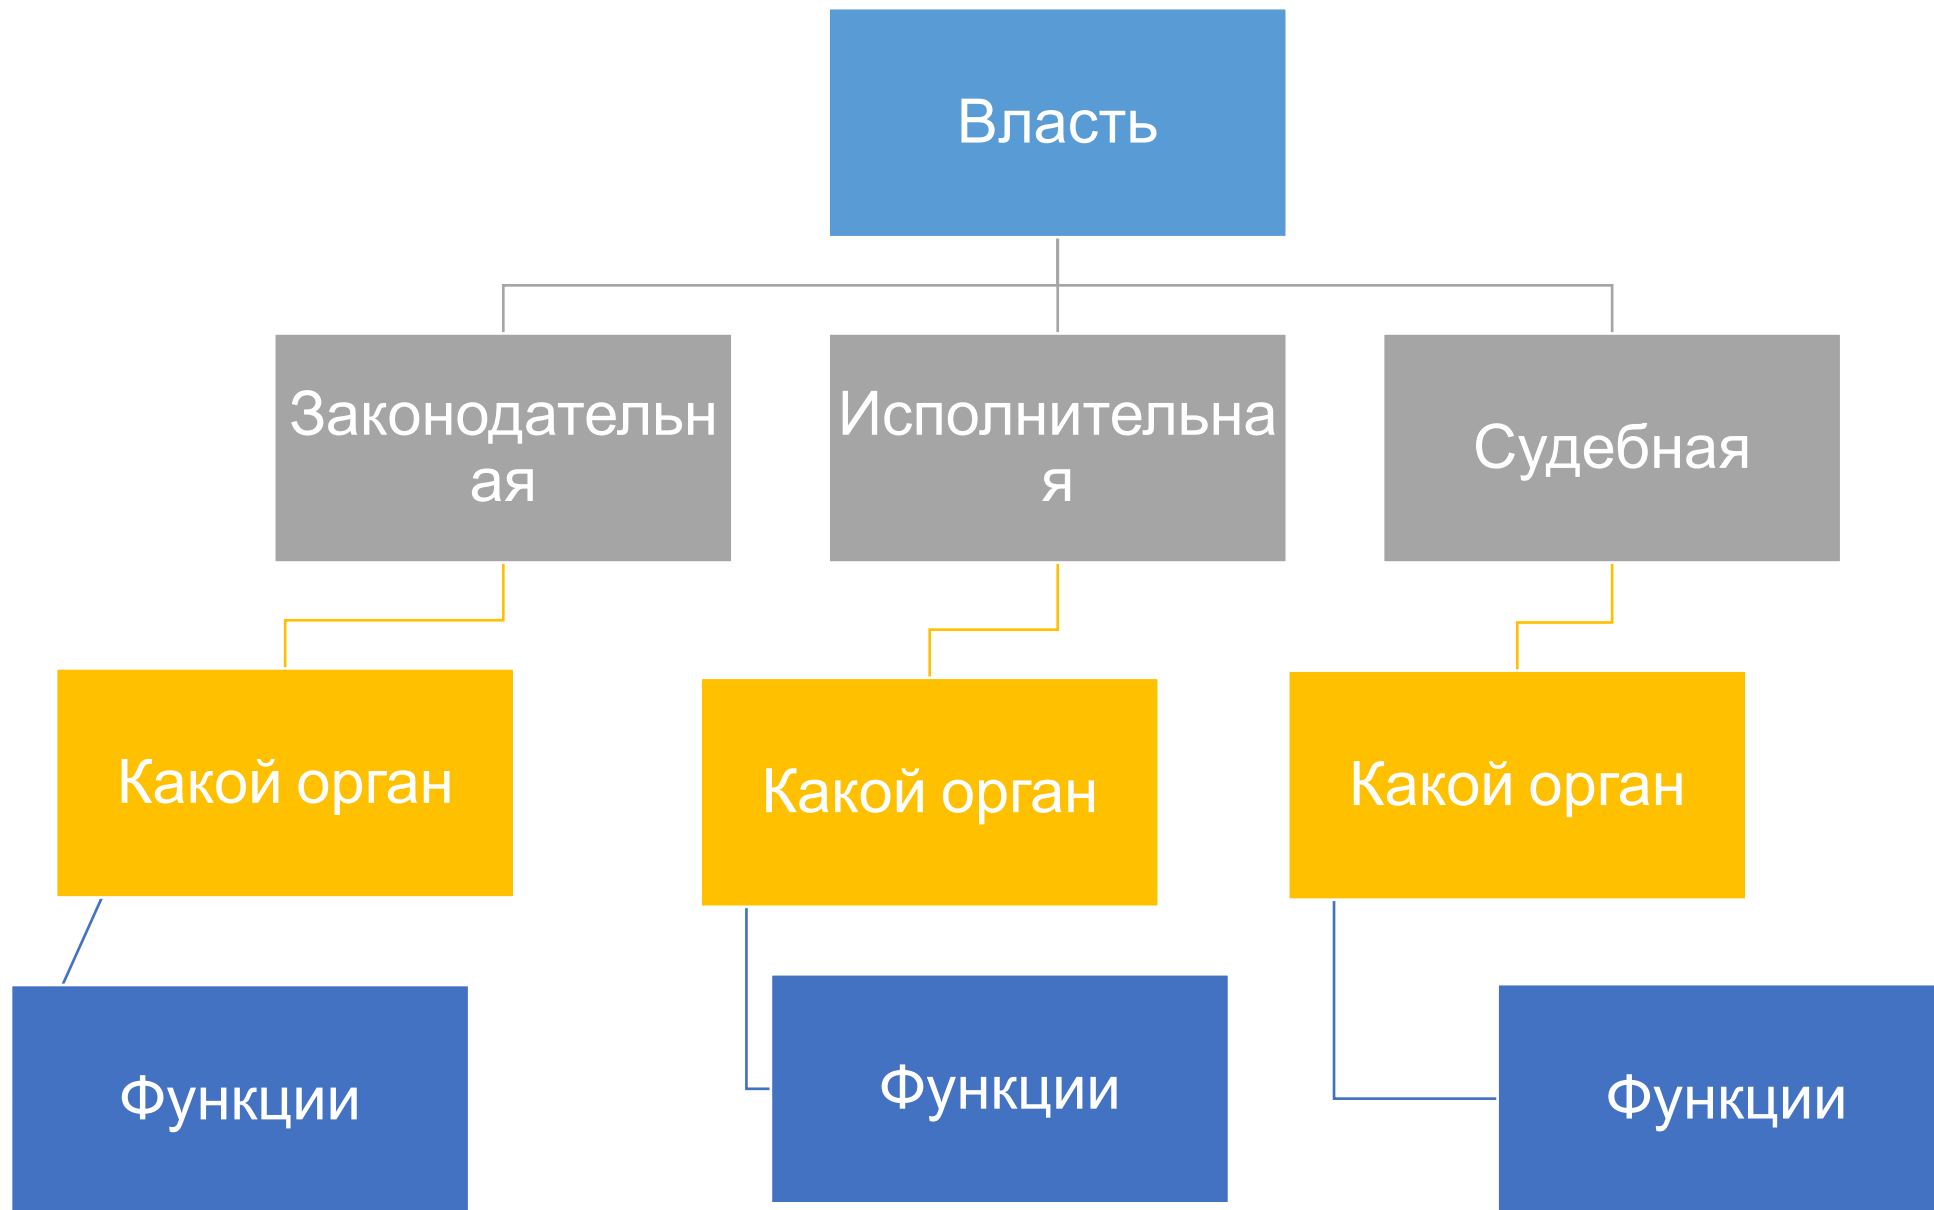 Власть
Законодательн
ая
Исполнительна
я
Судебная
Какой орган
Какой орган
Какой орган
Функции
Функции
Функции